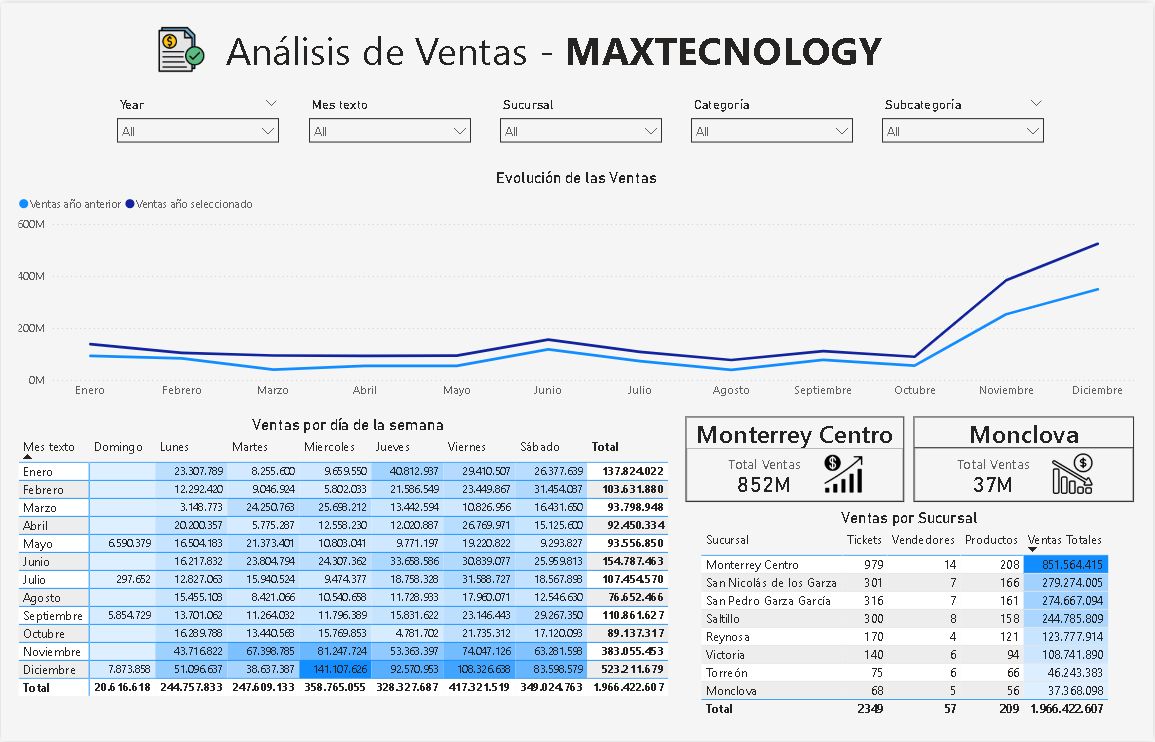 Análisis de Ventas - MAXTECNOLOGY
Year Mes texto Sucursal Categoría Subcategoría
All All All All All
Evolución de las Ventas
Ventas año anterior Ventas año seleccionado
600M
400M
200M
0M
Enero Febrero Marzo Abril Mayo Junio Julio Agosto Septiembre Octubre Noviembre Diciembre
Ventas por día de la semana
Mes texto Domingo Lunes Martes Miercoles Jueves Viernes Sábado Total
Enero 23.307.789 8.255.600 9.659.550 40.812.937 29.410.507 26.377.639 137.824.022
Febrero 12.292.420 9.046.924 5.802.033 21.586.549 23.449.867 31.454.087 103.631.880
Marzo 3.148.773 24.250.763 25.698.212 13.442.594 10.826.956 16.431.650 93.798.948
Abril 20.200.357 5.775.287 12.558.230 12.020.887 26.769.971 15.125.600 92.450.334
Mayo 6.590.379 16.504.183 21.373.401 10.803.041 9.771.197 19.220.822 9.293.827 93.556.850
Junio 16.217.832 23.804.794 24.307.362 33.658.586 30.839.077 25.959.813 154.787.463
Julio 297.652 12.827.063 15.940.524 9.474.377 18.758.328 31.588.727 18.567.898 107.454.570
Agosto 15.455.108 8.421.066 10.540.658 11.728.933 17.960.071 12.546.630 76.652.466
Septiembre 5.854.729 13.701.062 11.264.032 11.796.389 15.831.622 23.146.443 29.267.350 110.861.627
Octubre 16.289.788 13.440.563 15.769.853 4.781.702 21.735.312 17.120.093 89.137.317
Noviembre 43.716.822 67.398.785 81.247.724 53.363.397 74.047.126 63.281.598 383.055.453
Diciembre 7.873.858 51.096.637 38.637.387 141.107.626 92.570.953 108.326.638 83.598.579 523.211.679
Total 20.616.618 244.757.833 247.609.133 358.765.055 328.327.687 417.321.519 349.024.763 1.966.422.607
Monterrey Centro
Total Ventas
852M
Monclova
Total Ventas
37M
Ventas por Sucursal
Sucursal Tickets Vendedores Productos Ventas Totales
Monterrey Centro 979 14 208 851.564.415
San Nicolás de los Garza 301 7 166 279.274.005
San Pedro Garza García 316 7 161 274.667.094
Saltillo 300 8 158 244.785.809
Reynosa 170 4 121 123.777.914
Victoria 140 6 94 108.741.890
Torreón 75 6 66 46.243.383
Monclova 68 5 56 37.368.098
Total 2349 57 209 1.966.422.607